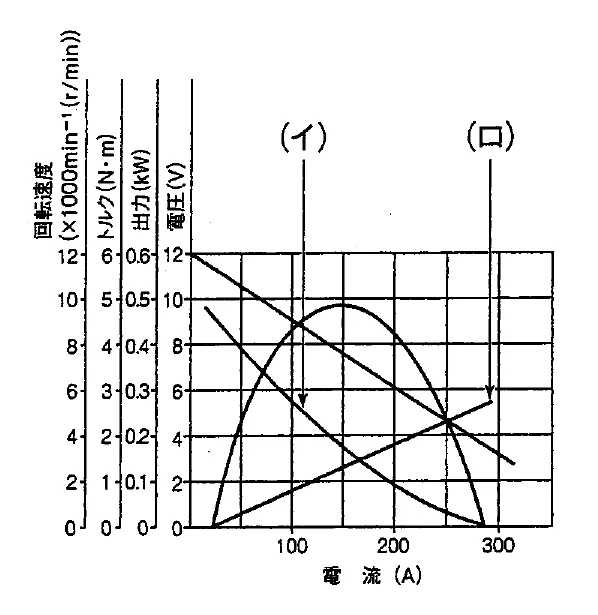 (イ)
(ロ)
回転速度
(×1000min⁻¹(r/min))
トルク(N・m)
出力(kW)
電圧(V)
12 6 0.6 12
10 5 0.5 10
8 4 0.4 8
6 3 0.3 6
4 2 0.2 4
2 1 0.1 2
0 0 0 0
100 200 300
電 流 (A)